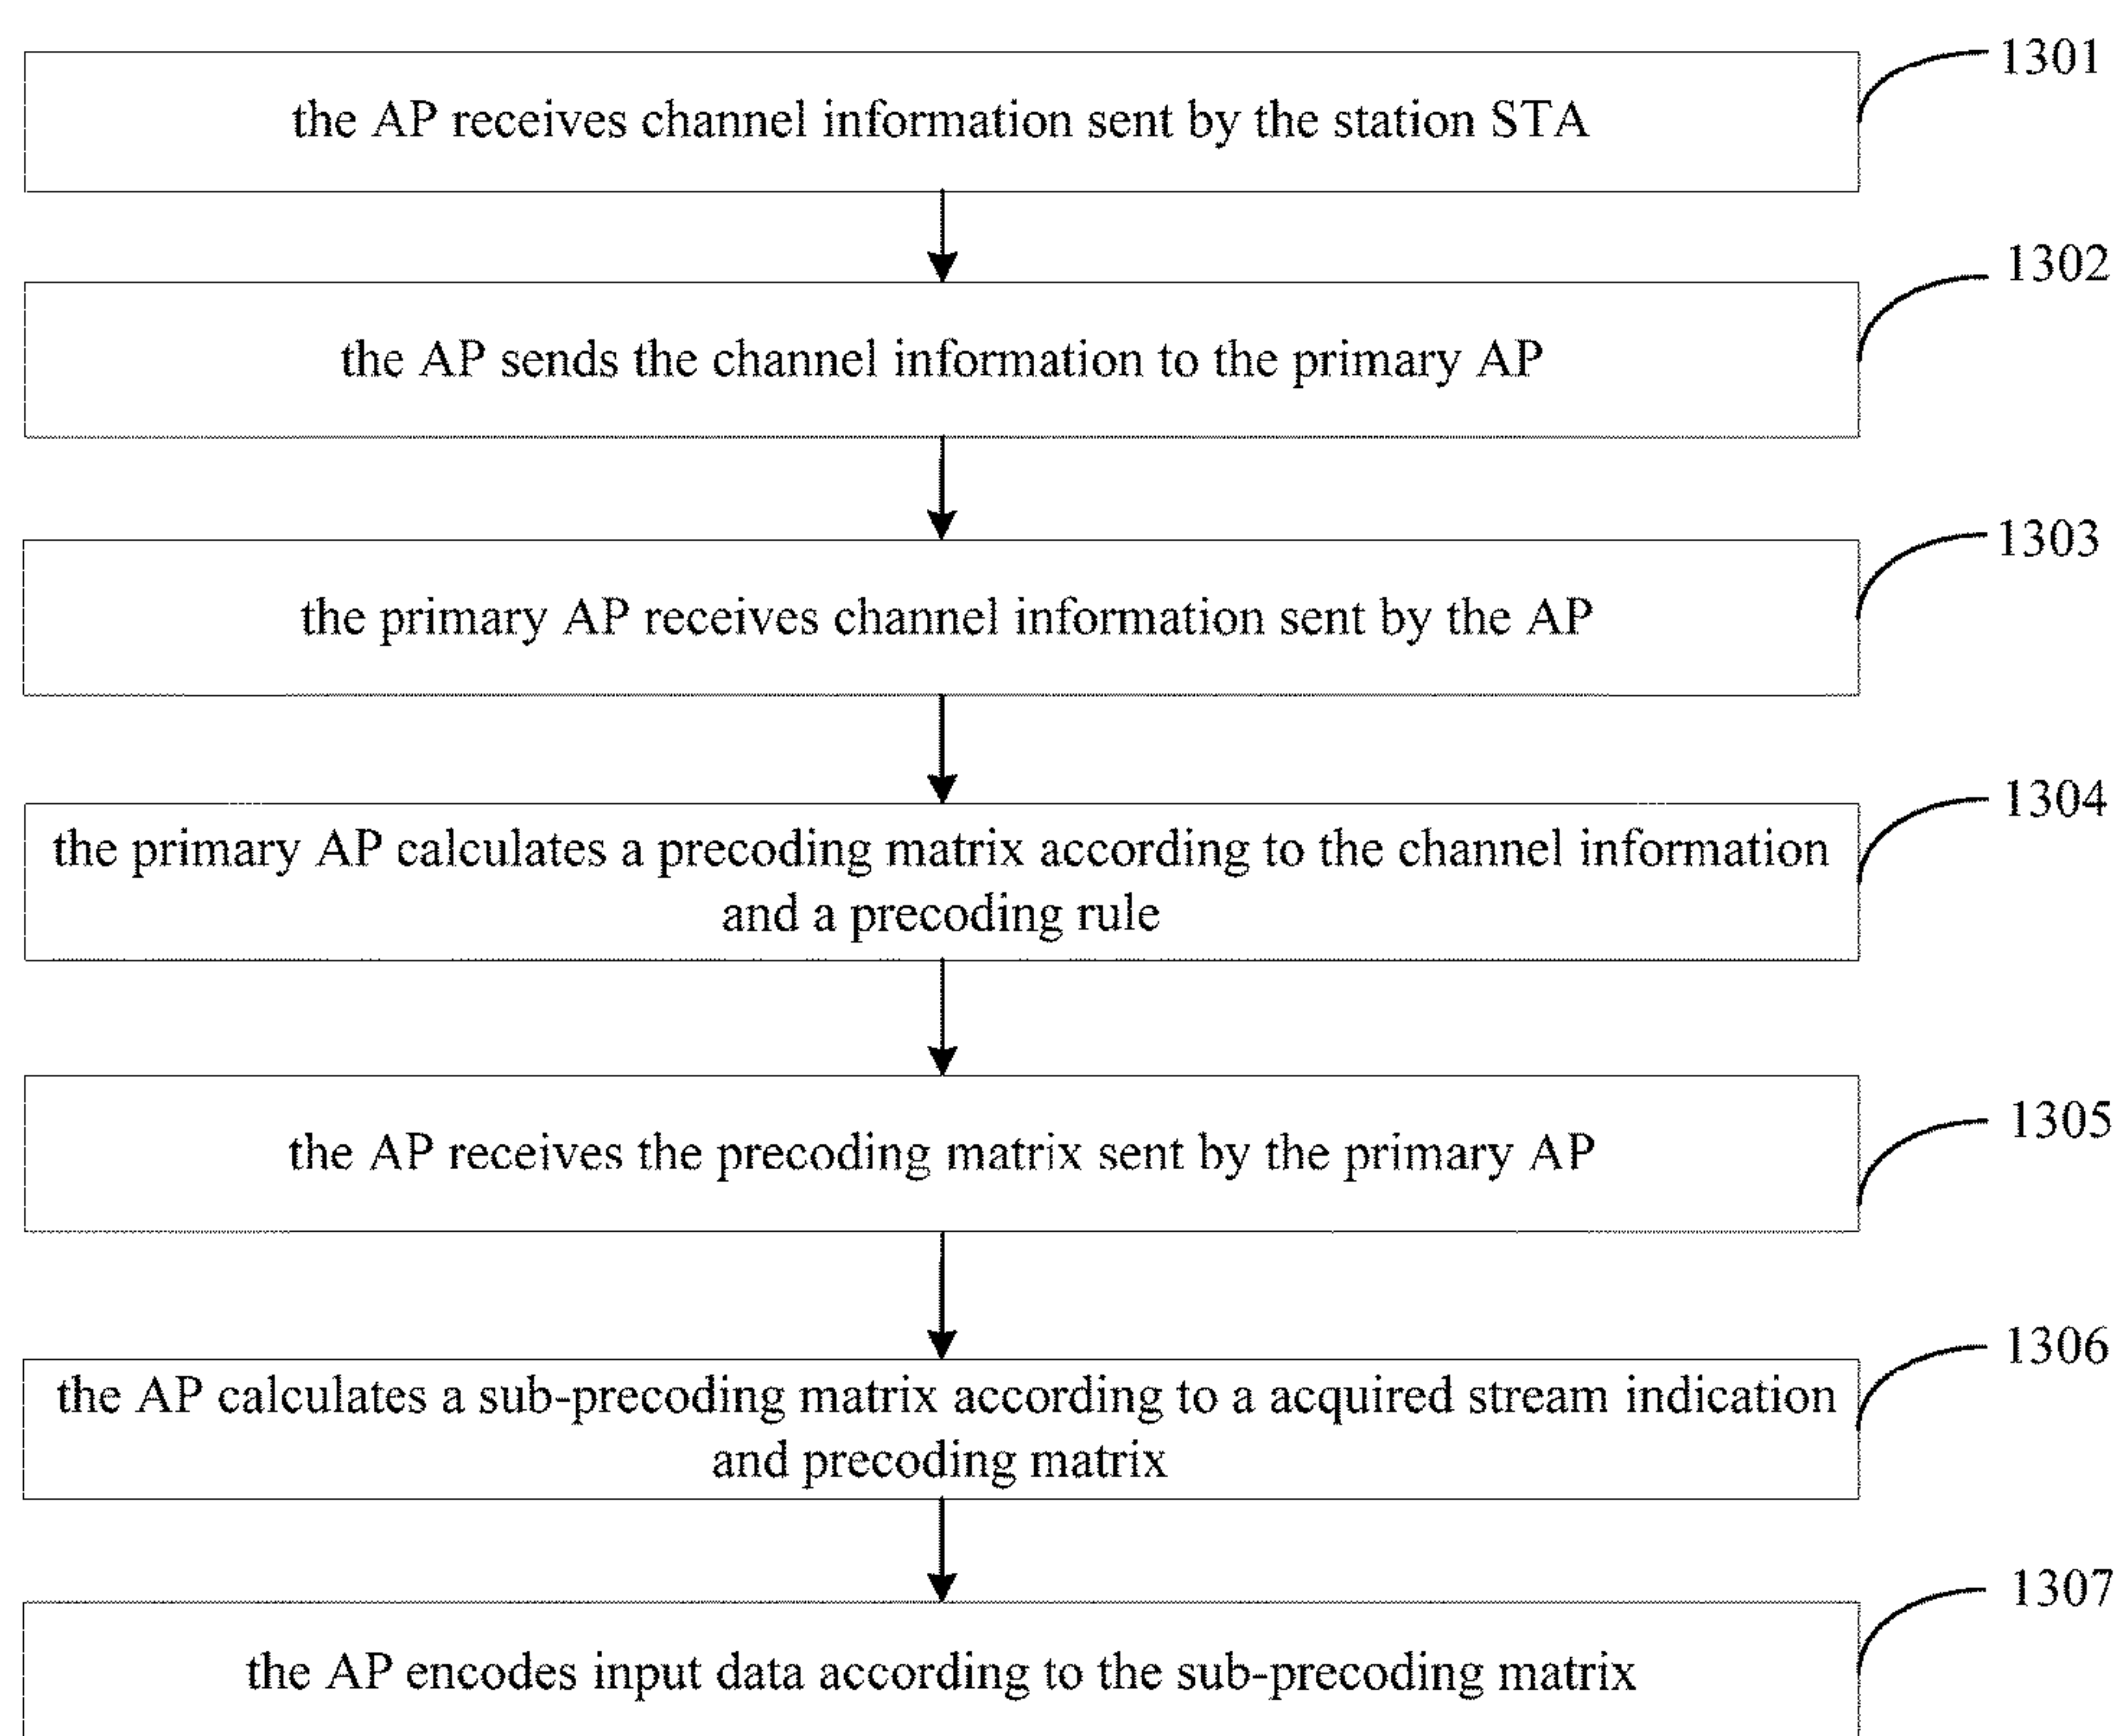 1301
the AP receives channel information sent by the station STA
1302
the AP sends the channel information to the primary AP
1303
the primary AP receives channel information sent by the AP
1304
the primary AP calculates a precoding matrix according to the channel information
and a precoding rule
1305
the AP receives the precoding matrix sent by the primary AP
1306
the AP calculates a sub-precoding matrix according to a acquired stream indication
and precoding matrix
1307
the AP encodes input data according to the sub-precoding matrix